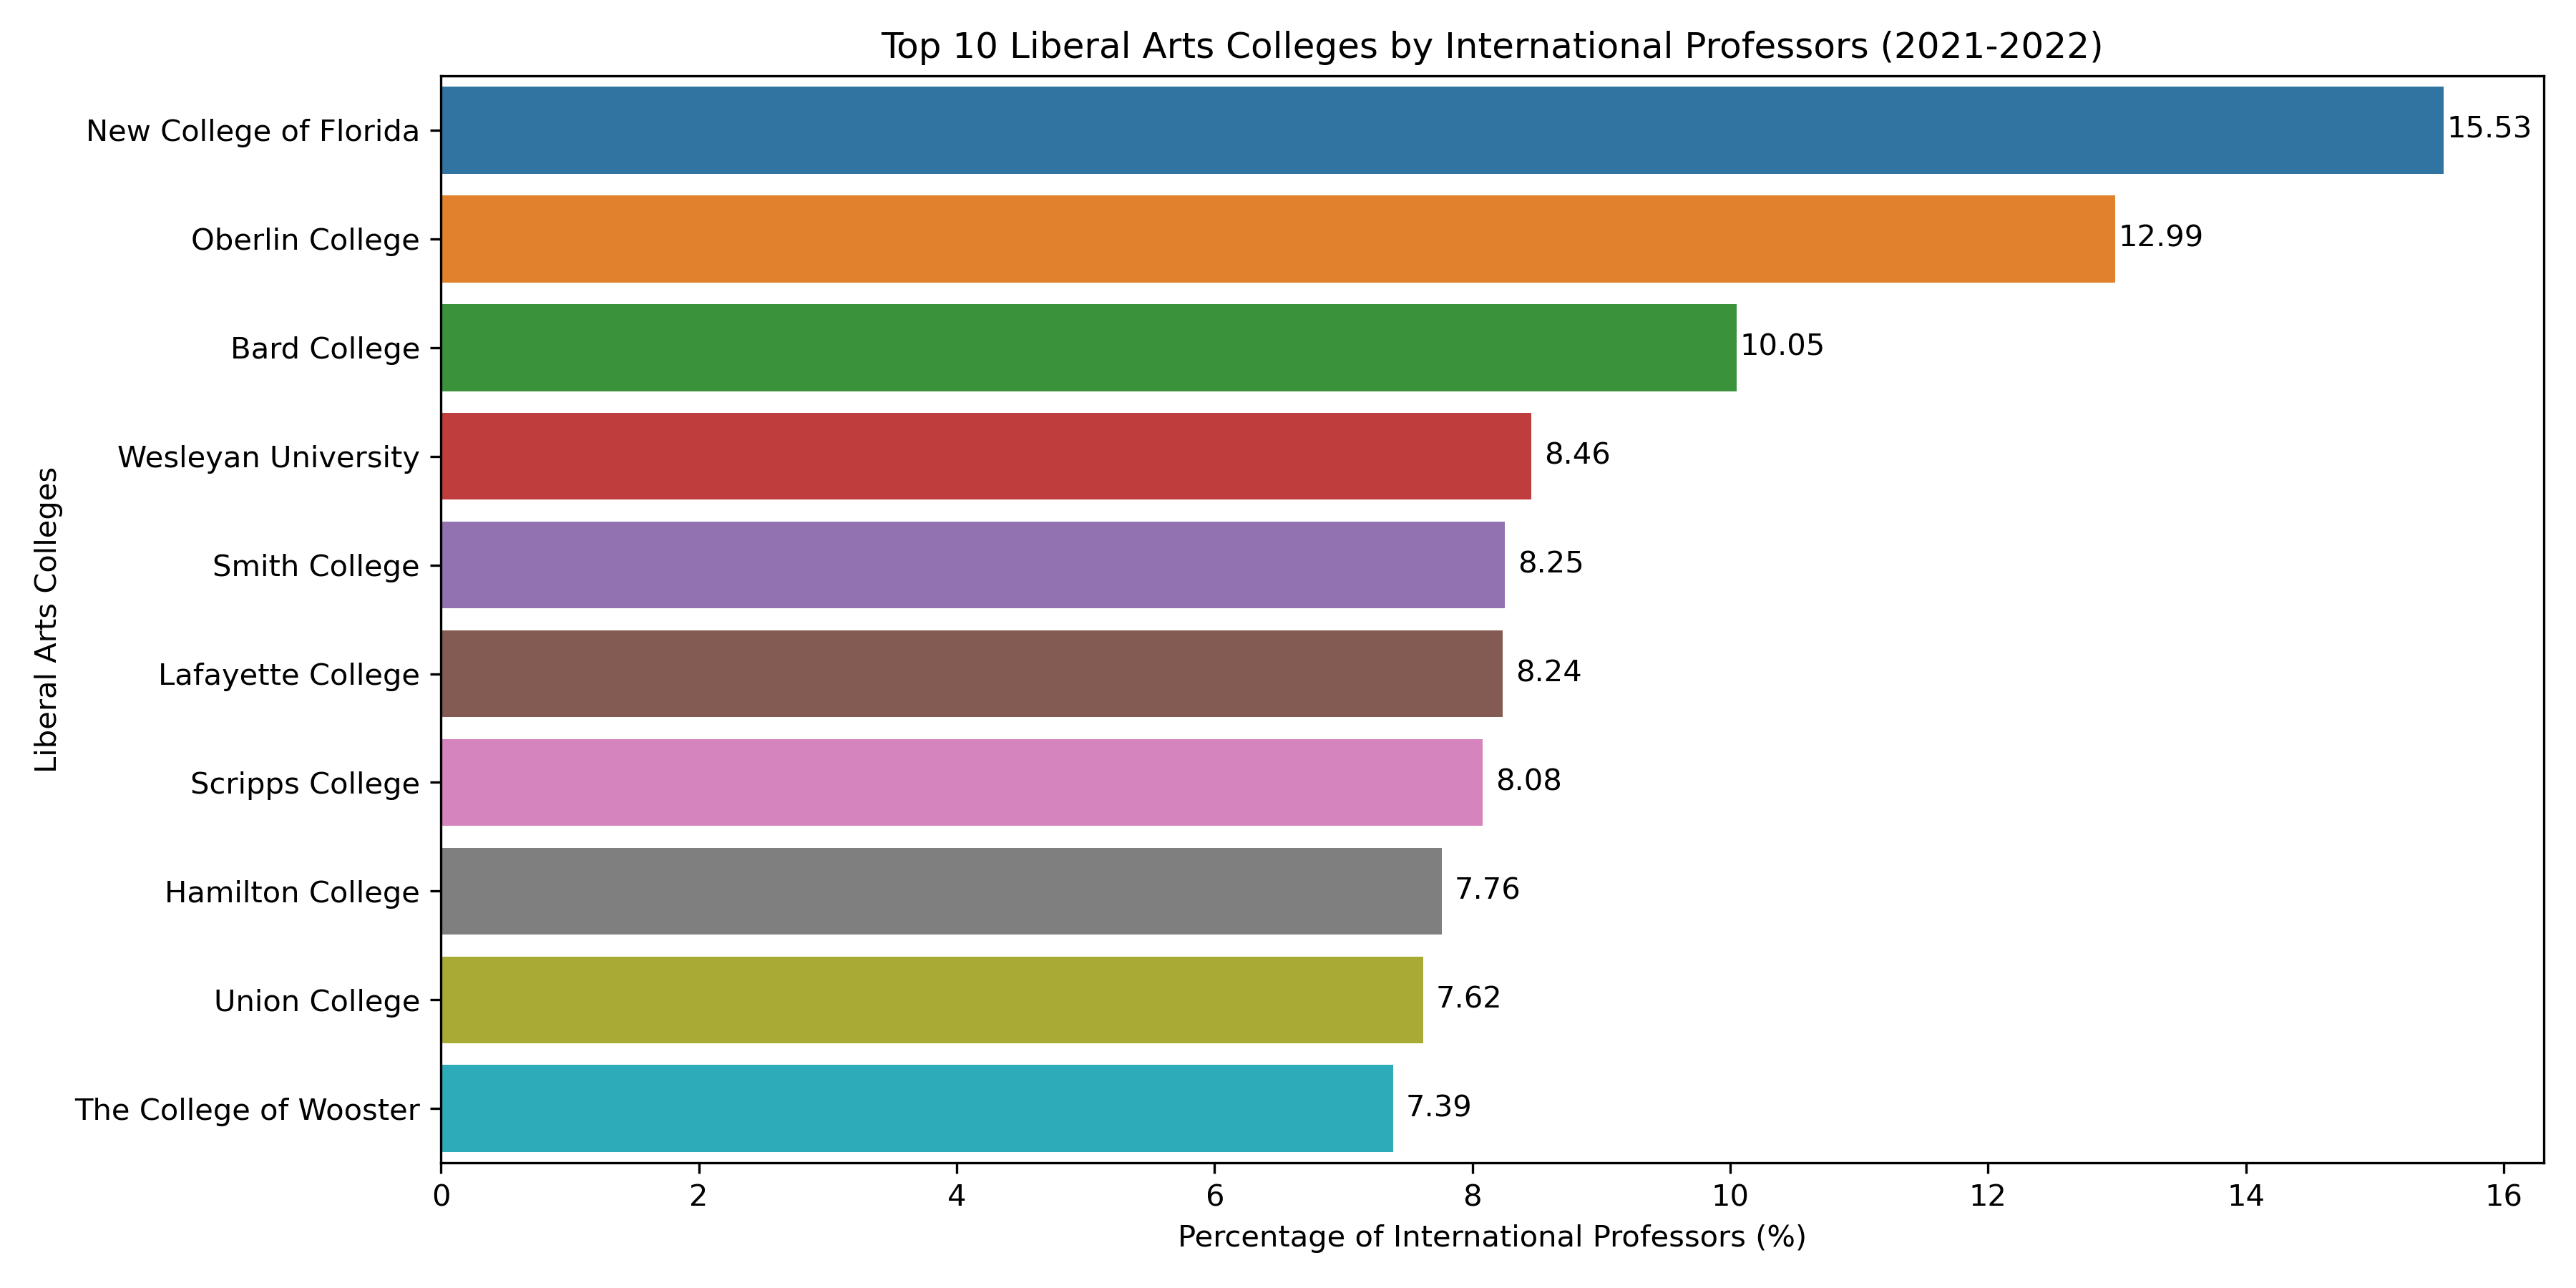 Top 10 Liberal Arts Colleges by International Professors (2021-2022)
Liberal Arts Colleges
New College of Florida 15.53
Oberlin College 12.99
Bard College 10.05
Wesleyan University 8.46
Smith College 8.25
Lafayette College 8.24
Scripps College 8.08
Hamilton College 7.76
Union College 7.62
The College of Wooster 7.39
0 2 4 6 8 10 12 14 16
Percentage of International Professors (%)